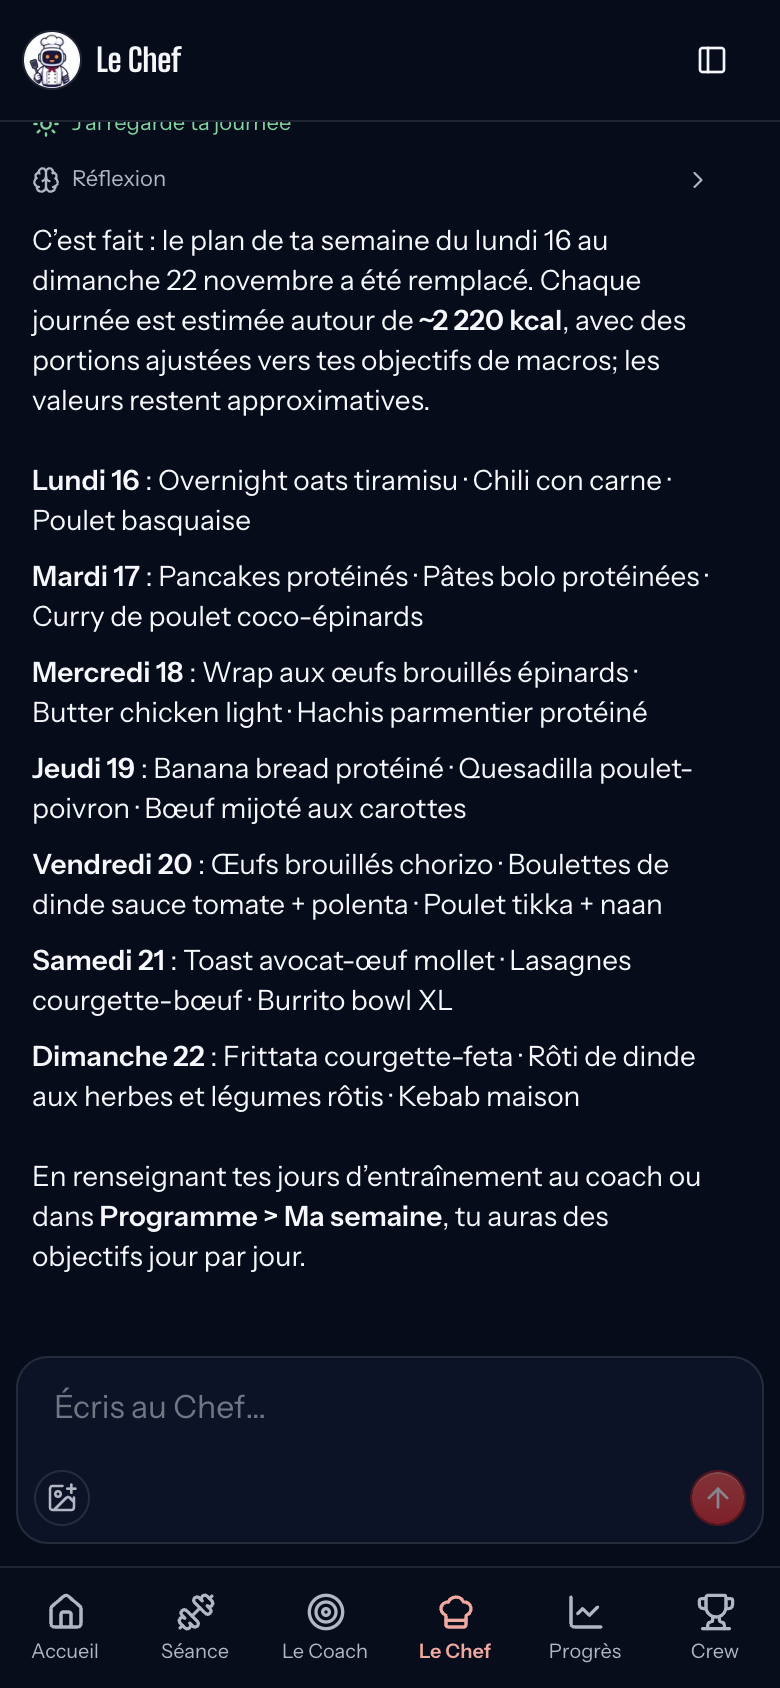 Le Chef
J'ai regardé ta journée
Réflexion
C’est fait : le plan de ta semaine du lundi 16 au
dimanche 22 novembre a été remplacé. Chaque
journée est estimée autour de ~2 220 kcal, avec des
portions ajustées vers tes objectifs de macros; les
valeurs restent approximatives.
Lundi 16 : Overnight oats tiramisu · Chili con carne ·
Poulet basquaise
Mardi 17 : Pancakes protéinés · Pâtes bolo protéinées ·
Curry de poulet coco-épinards
Mercredi 18 : Wrap aux œufs brouillés épinards ·
Butter chicken light · Hachis parmentier protéiné
Jeudi 19 : Banana bread protéiné · Quesadilla poulet-
poivron · Bœuf mijoté aux carottes
Vendredi 20 : Œufs brouillés chorizo · Boulettes de
dinde sauce tomate + polenta · Poulet tikka + naan
Samedi 21 : Toast avocat-œuf mollet · Lasagnes
courgette-bœuf · Burrito bowl XL
Dimanche 22 : Frittata courgette-feta · Rôti de dinde
aux herbes et légumes rôtis · Kebab maison
En renseignant tes jours d’entraînement au coach ou
dans Programme > Ma semaine, tu auras des
objectifs jour par jour.
Écris au Chef...
Accueil
Séance
Le Coach
Le Chef
Progrès
Crew